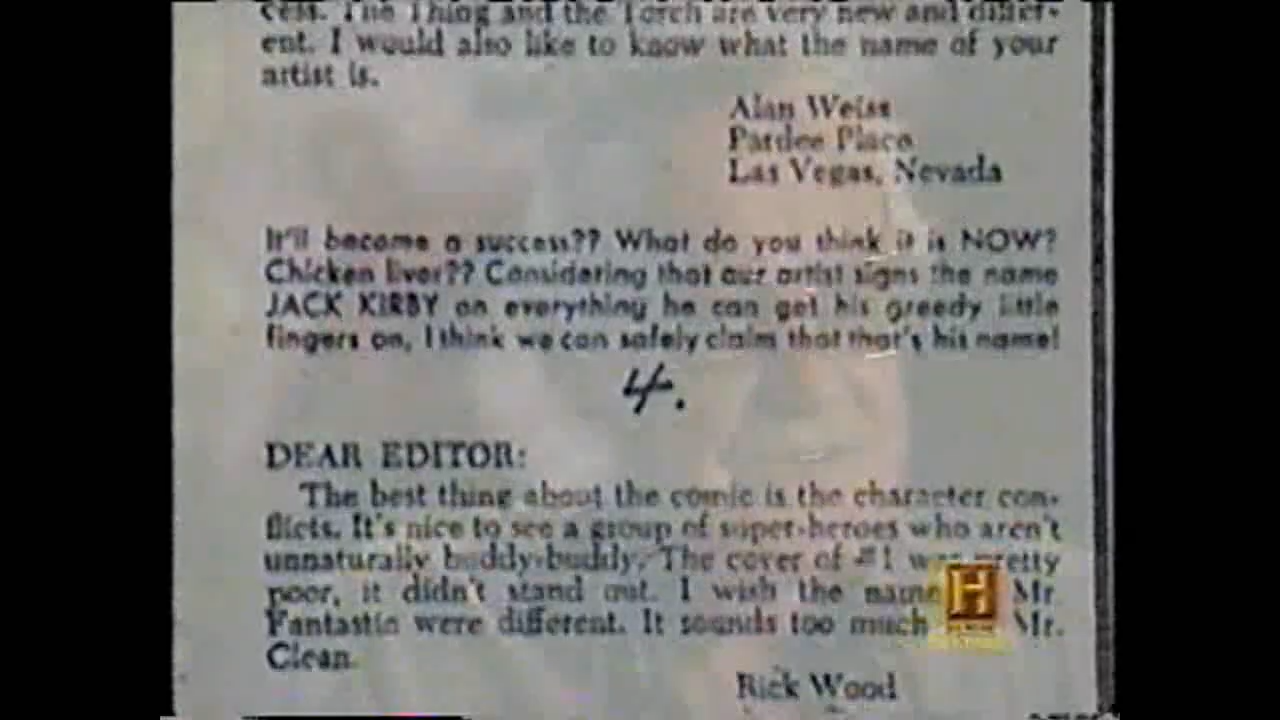 cess. The Thing and the Torch are very new and differ-
ent. I would also like to know what the name of your
artist is.
Alan Weiss
Pardee Place
Las Vegas, Nevada
It'll become a success?? What do you think it is NOW?
Chicken liver?? Considering that our artist signs the name
JACK KIRBY on everything he can get his greedy little
fingers on, I think we can safely claim that that's his name!
4.
DEAR EDITOR:
The best thing about the comic is the character con-
flicts. It's nice to see a group of super-heroes who aren't
unnaturally buddy-buddy. The cover of #1 was pretty
poor, it didn't stand out. I wish the name Mr.
Fantastic were different. It sounds too much Mr.
Clean.
Rick Wood
H